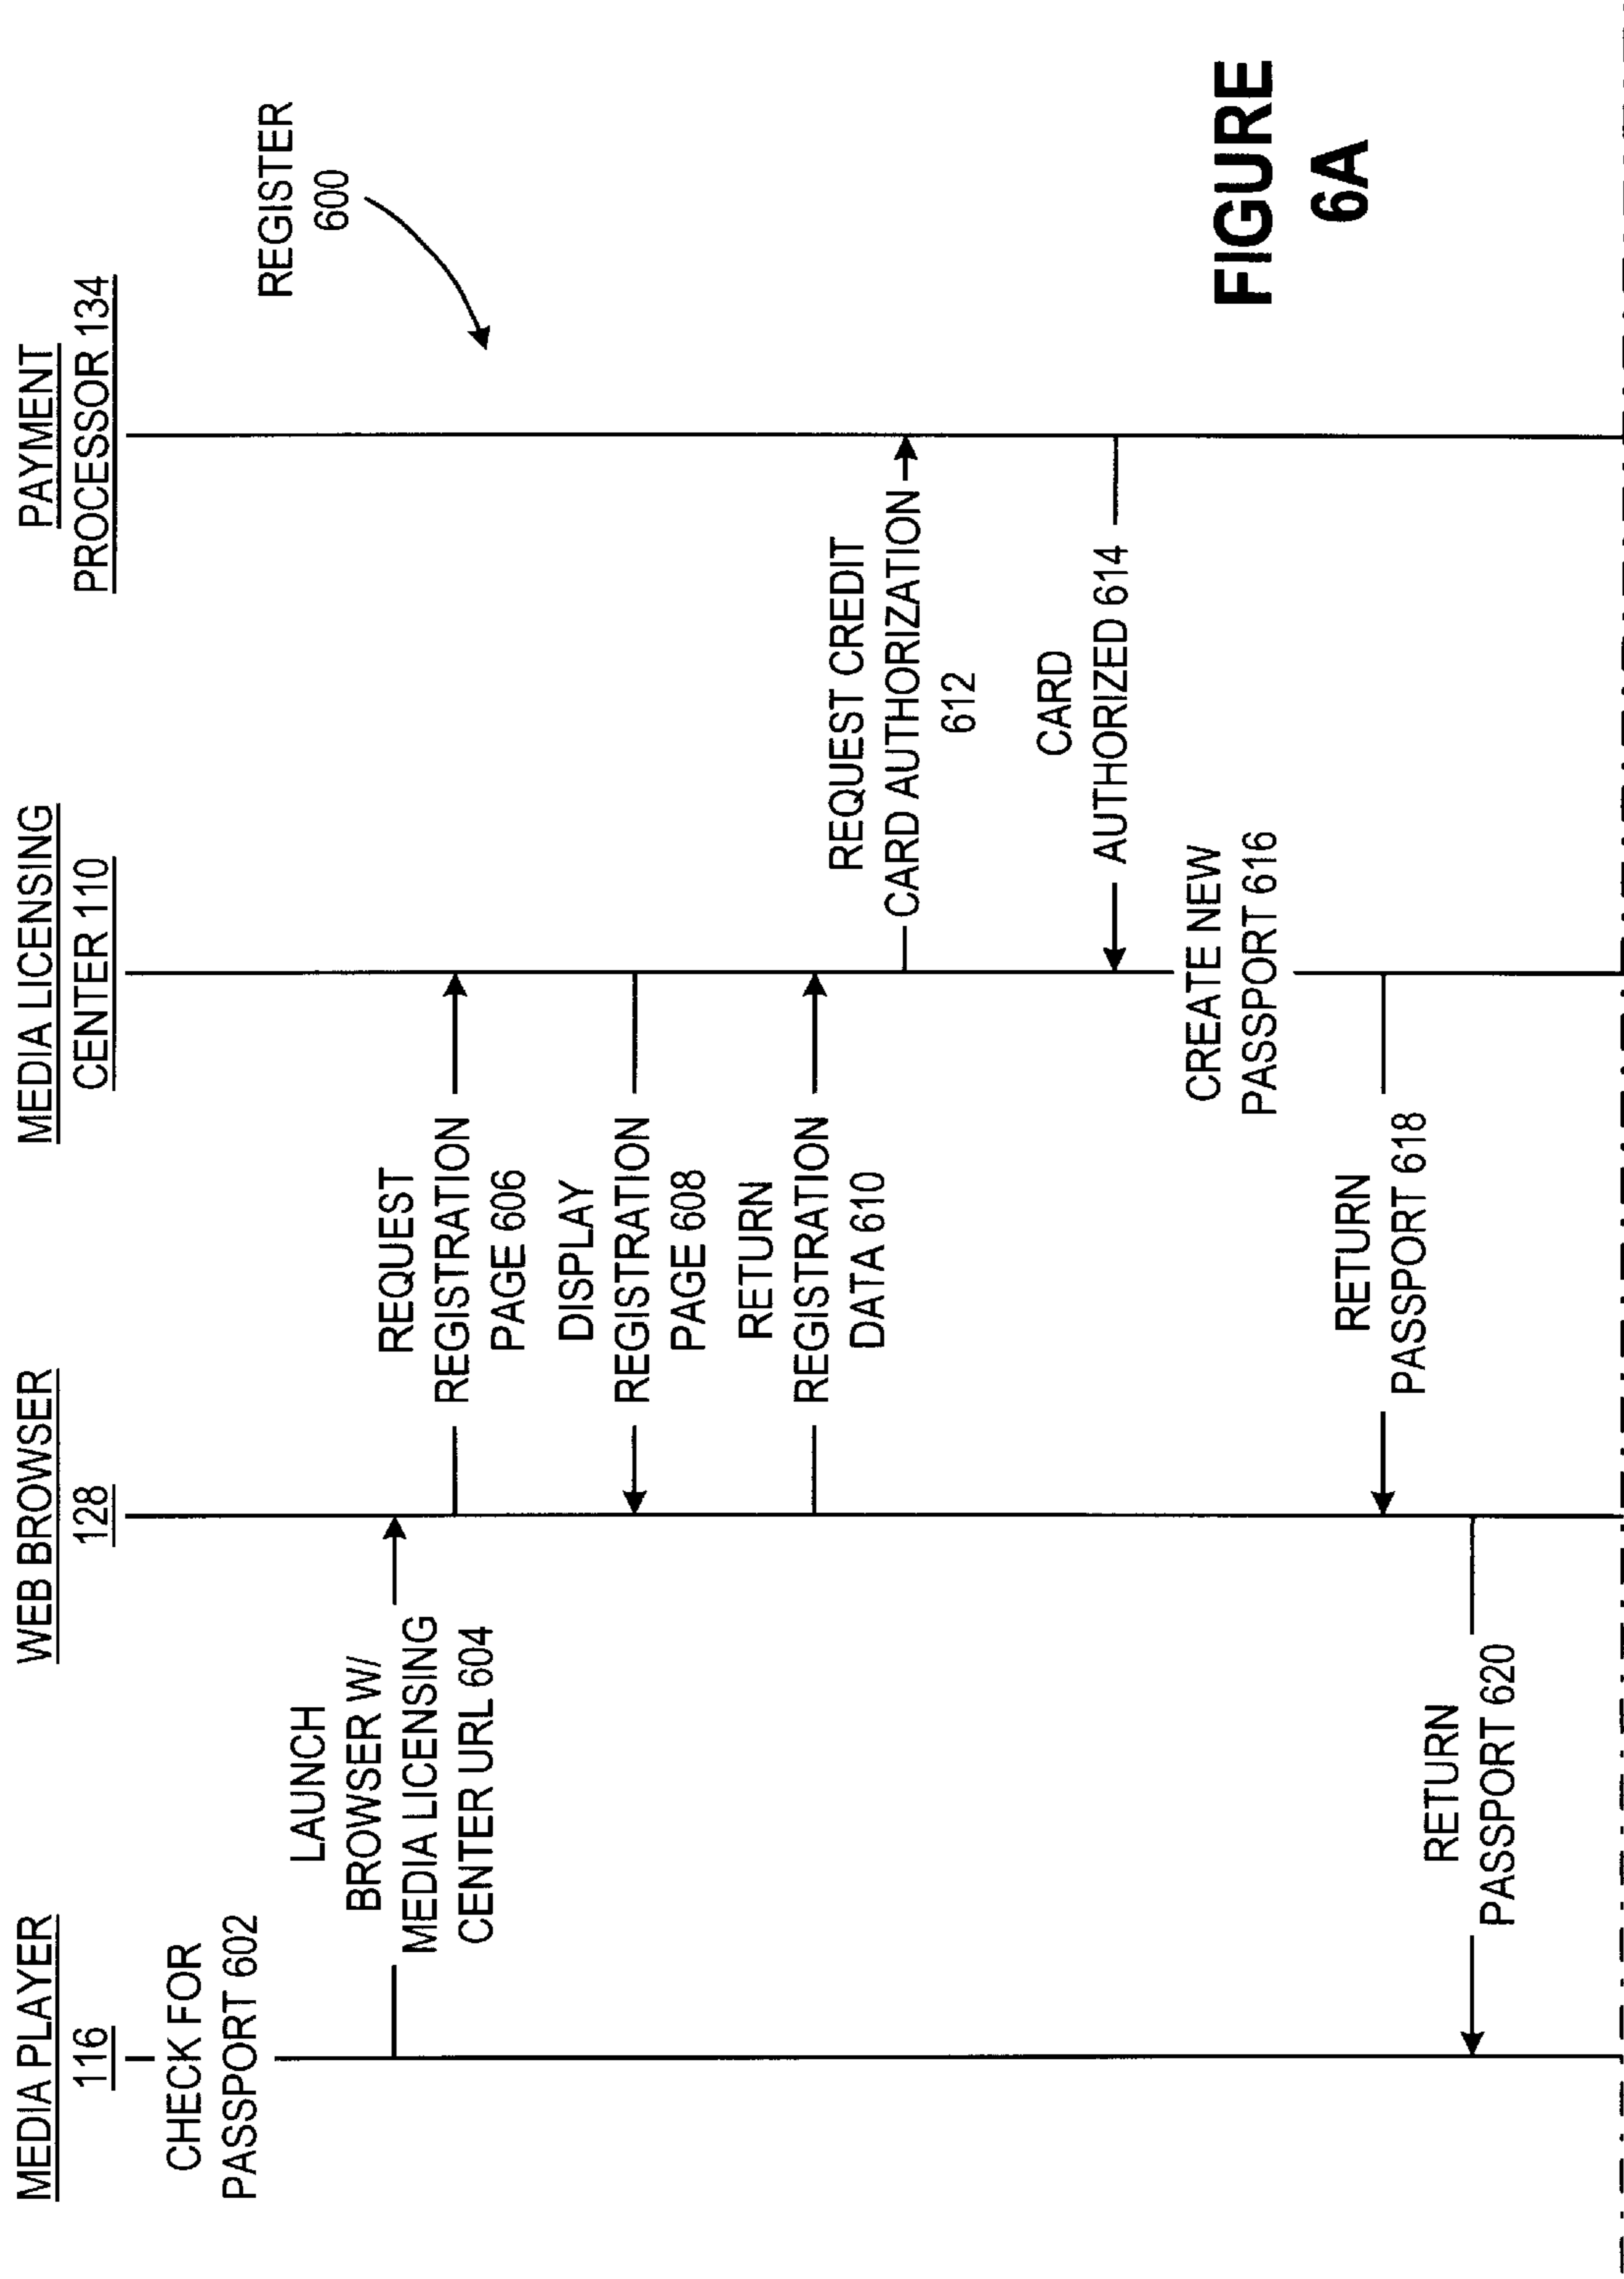 MEDIA PLAYER
116
WEB BROWSER
128
MEDIA LICENSING
CENTER 110
PAYMENT
PROCESSOR 134
CHECK FOR
PASSPORT 602
REGISTER
600
LAUNCH
BROWSER W/
MEDIA LICENSING
CENTER URL 604
REQUEST
REGISTRATION
PAGE 606
DISPLAY
REGISTRATION
PAGE 608
RETURN
REGISTRATION
DATA 610
REQUEST CREDIT
CARD AUTHORIZATION
612
CARD
AUTHORIZED 614
CREATE NEW
PASSPORT 616
RETURN
PASSPORT 618
RETURN
PASSPORT 620
FIGURE
6A